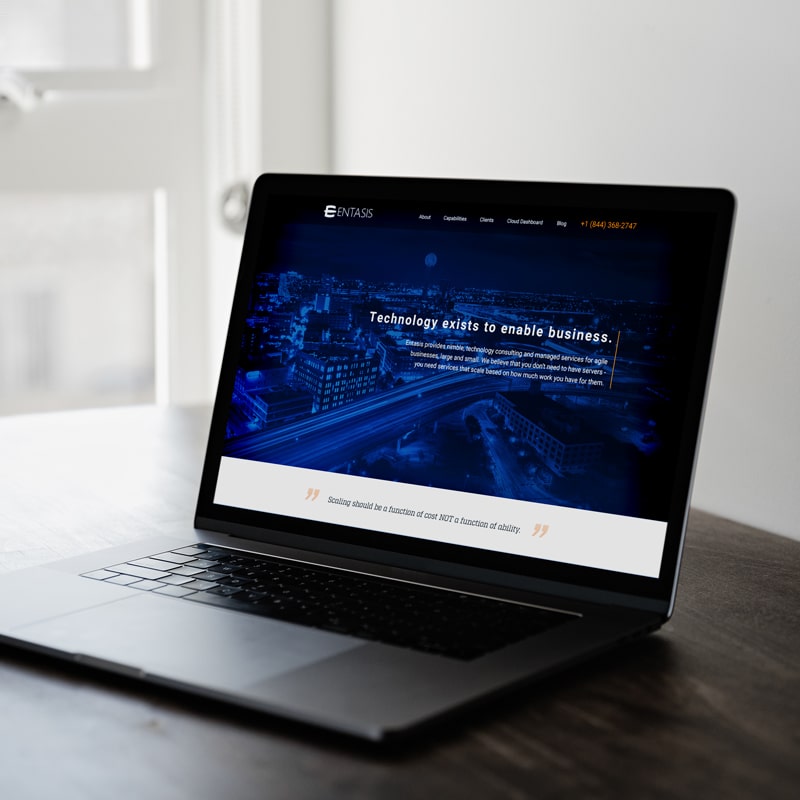 ENTASIS
About Capabilities Clients Cloud Dashboard Blog +1 (844) 368-2747
Technology exists to enable business.
Entasis provides nimble, technology consulting and managed services for agile
businesses, large and small. We believe that you don't need to have servers -
you need services that scale based on how much work you have for them.
” Scaling should be a function of cost NOT a function of ability. ”